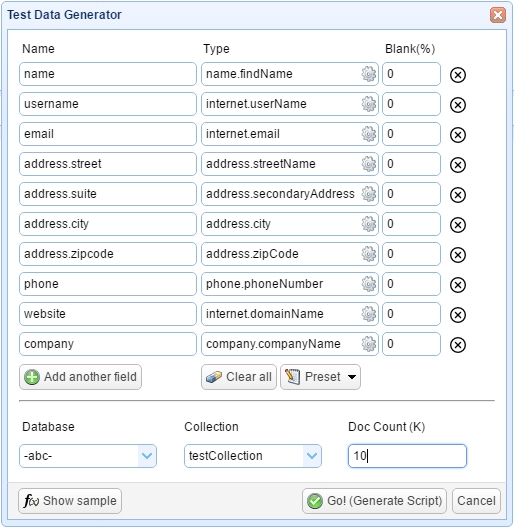 Test Data Generator
Name Type Blank(%)
name name.findName 0
username internet.userName 0
email internet.email 0
address.street address.streetName 0
address.suite address.secondaryAddress 0
address.city address.city 0
address.zipcode address.zipCode 0
phone phone.phoneNumber 0
website internet.domainName 0
company company.companyName 0
Add another field Clear all Preset
Database Collection Doc Count (K)
-abc- testCollection 10
f(x) Show sample Go! (Generate Script) Cancel